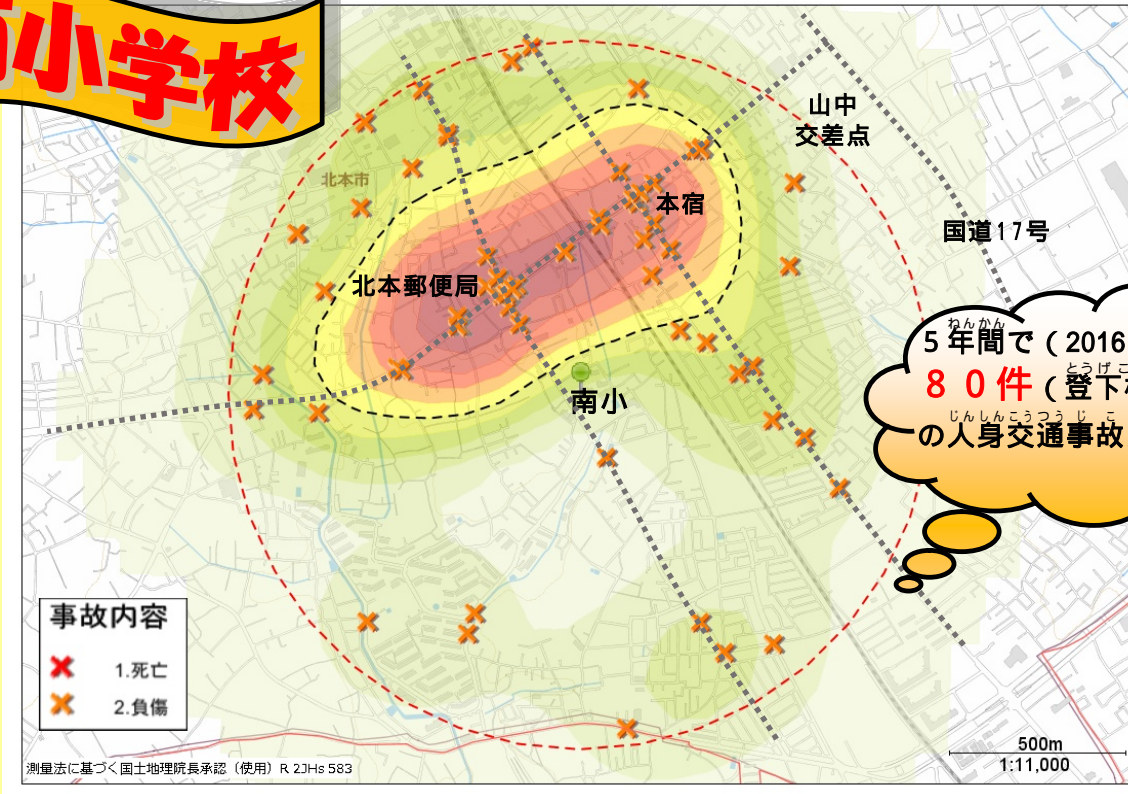 小学校
山中
交差点
北本市
本宿
国道17号
北本郵便局
ねんかん
5年間で(2016
とうげこ
80件(登下
じんしんこうつうじこ
の人身交通事故
南小
事故内容
1.死亡
2.負傷
500m
1:11,000
測量法に基づく国土地理院長承認(使用)R 2JHs 583